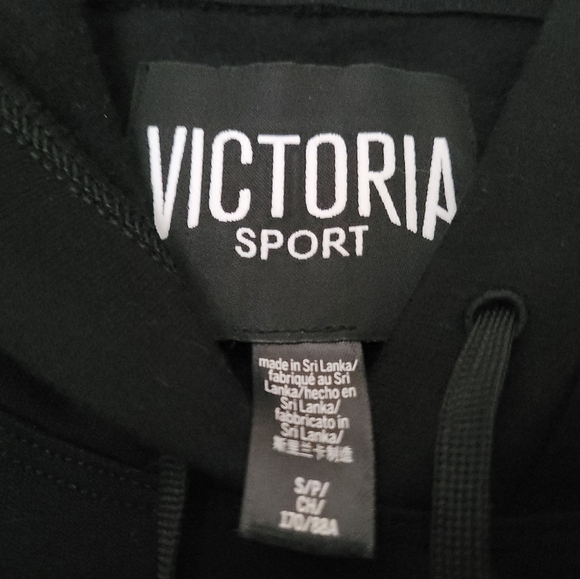 VICTORIA
SPORT
made in Sri Lanka/
fabriqué au Sri
Lanka/hecho en
Sri Lanka/
fabbricato in
Sri Lanka/
斯里兰卡制造
S/P/
CH/
170/88A